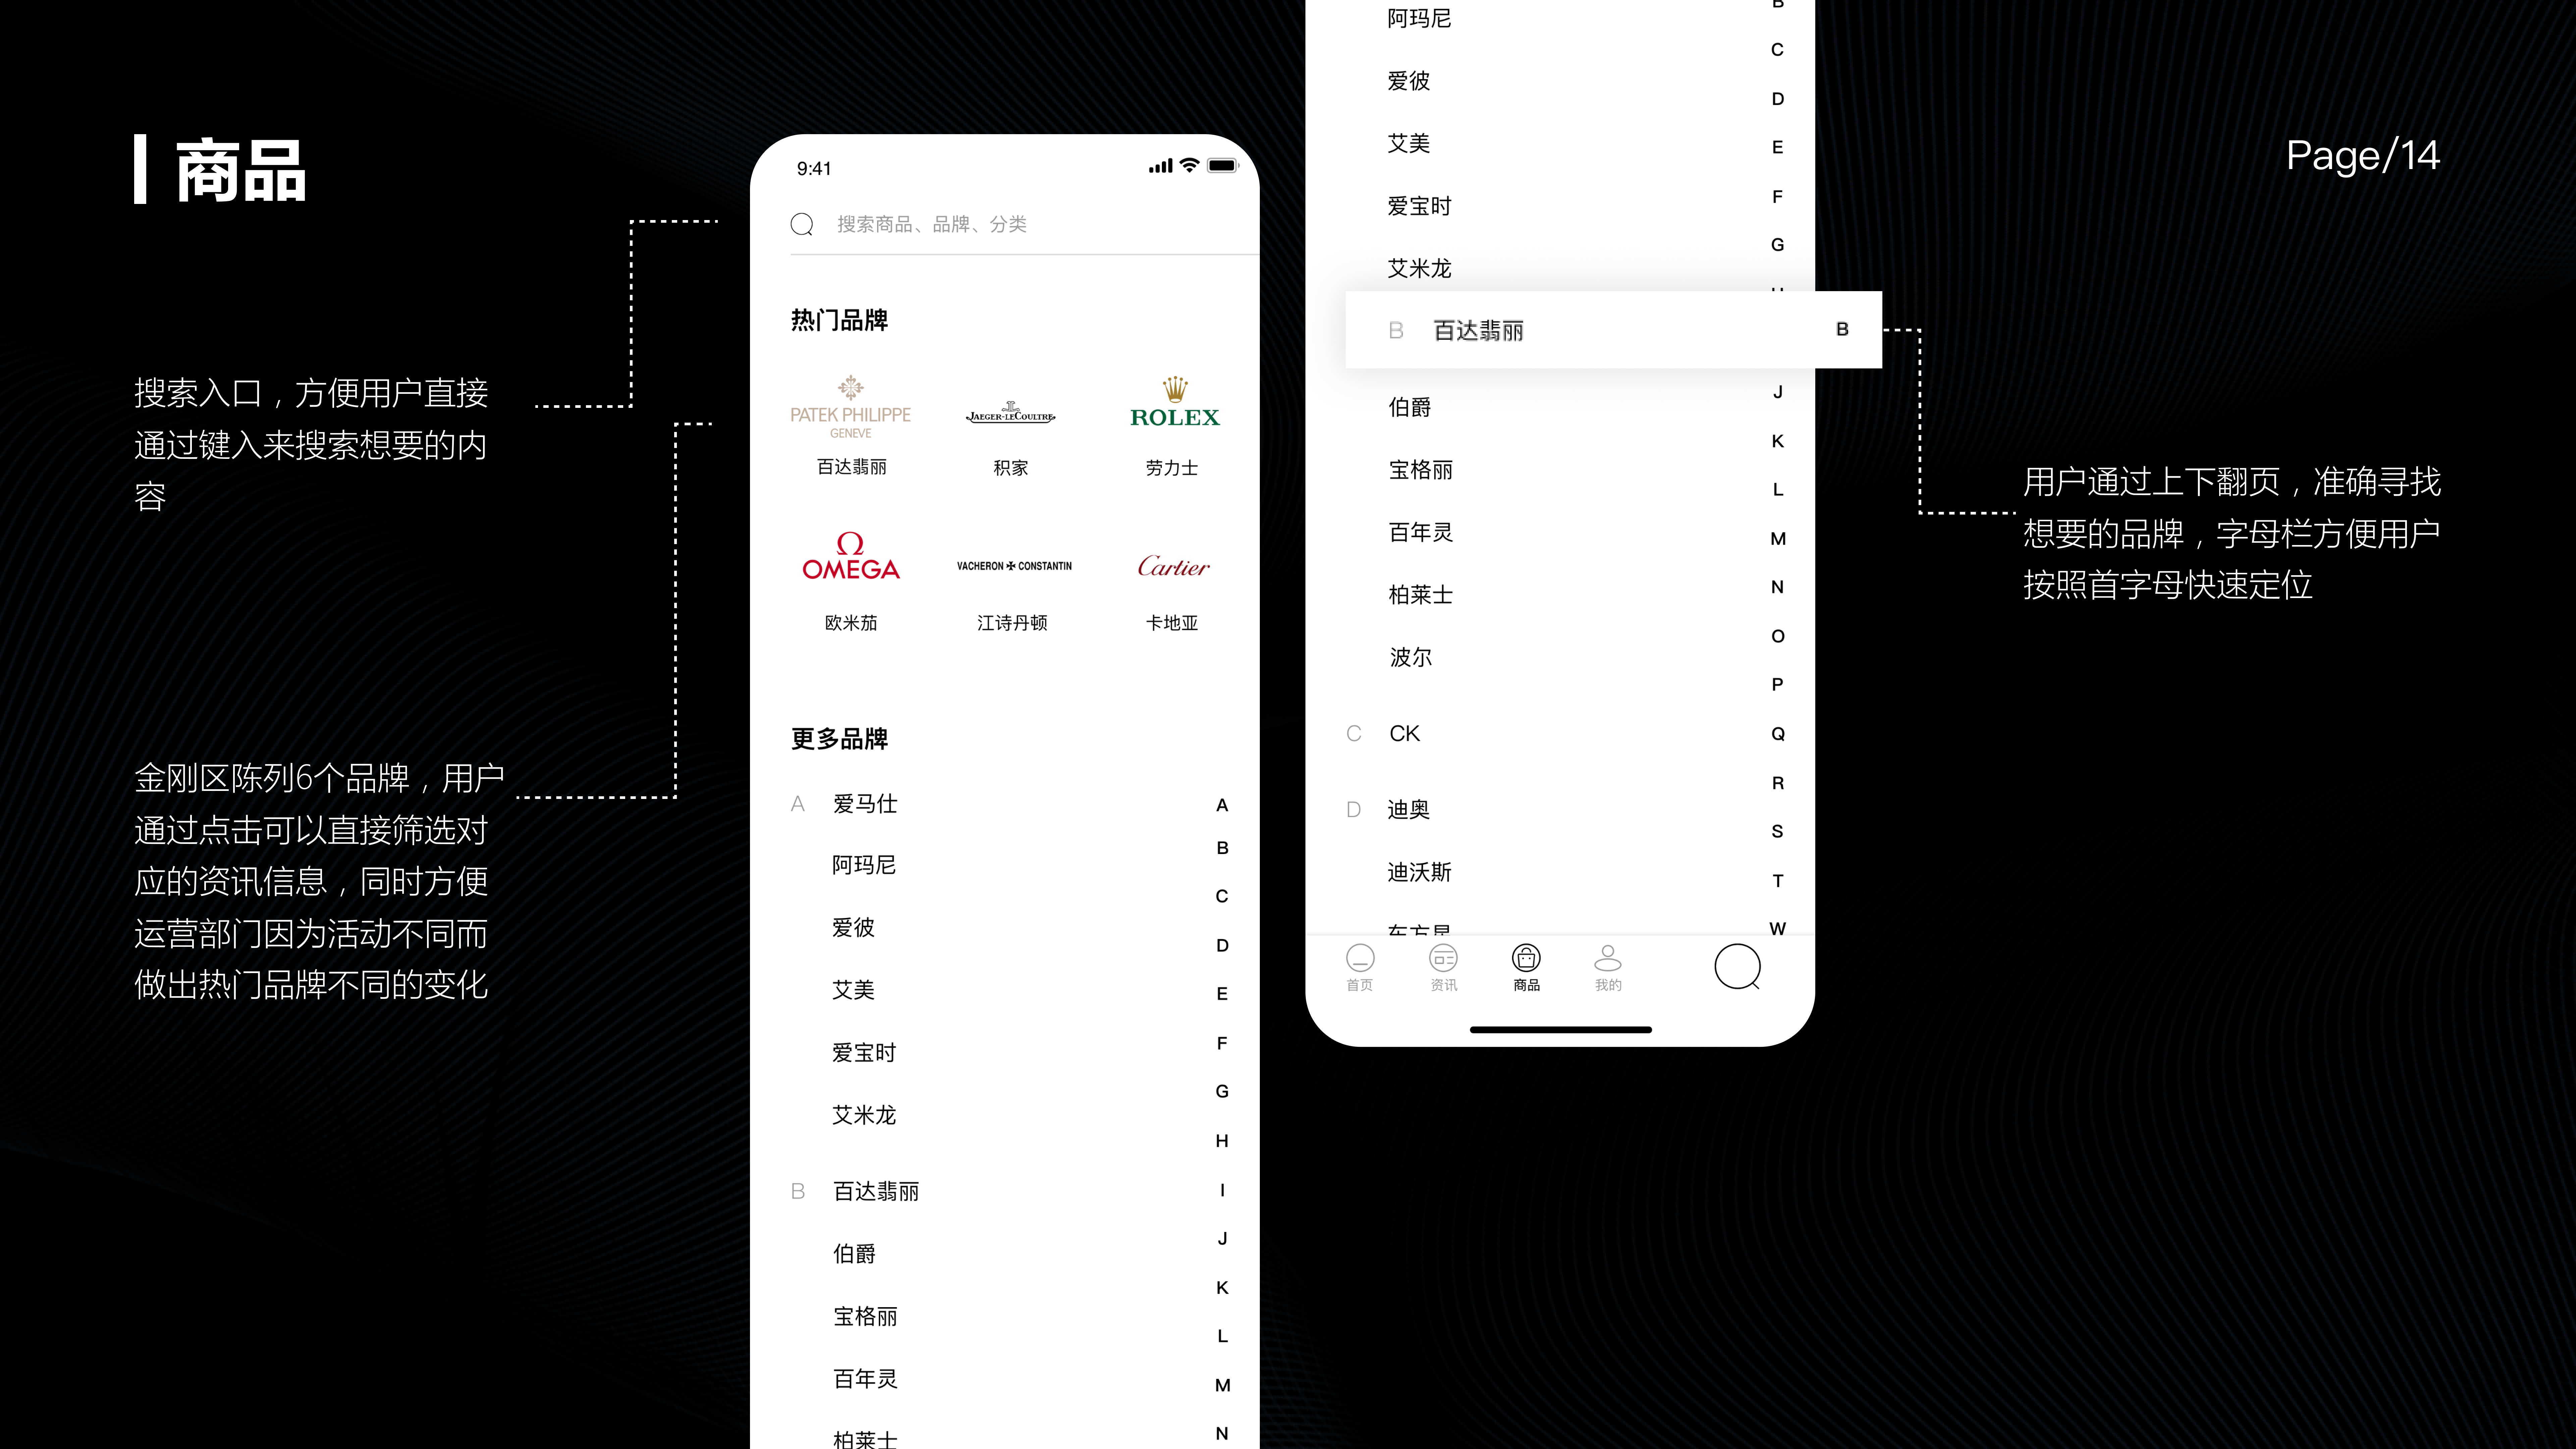 商品
Page/14
搜索入口，方便用户直接
通过键入来搜索想要的内
容
金刚区陈列6个品牌，用户
通过点击可以直接筛选对
应的资讯信息，同时方便
运营部门因为活动不同而
做出热门品牌不同的变化
9:41
搜索商品、品牌、分类
热门品牌
PATEK PHILIPPE
GENEVE
百达翡丽
JAEGER-LECOULTRE
积家
ROLEX
劳力士
OMEGA
欧米茄
VACHERON CONSTANTIN
江诗丹顿
Cartier
卡地亚
更多品牌
A 爱马仕 A
阿玛尼 B
爱彼 C
D
艾美 E
爱宝时 F
G
艾米龙 H
B 百达翡丽 I
伯爵 J
K
宝格丽 L
百年灵 M
柏莱士 N
阿玛尼 B
C
爱彼 D
艾美 E
爱宝时 F
G
艾米龙
B 百达翡丽 B
伯爵 J
K
宝格丽 L
百年灵 M
柏莱士 N
O
波尔 P
C CK Q
R
D 迪奥 S
迪沃斯 T
W
首页 资讯 商品 我的
用户通过上下翻页，准确寻找
想要的品牌，字母栏方便用户
按照首字母快速定位